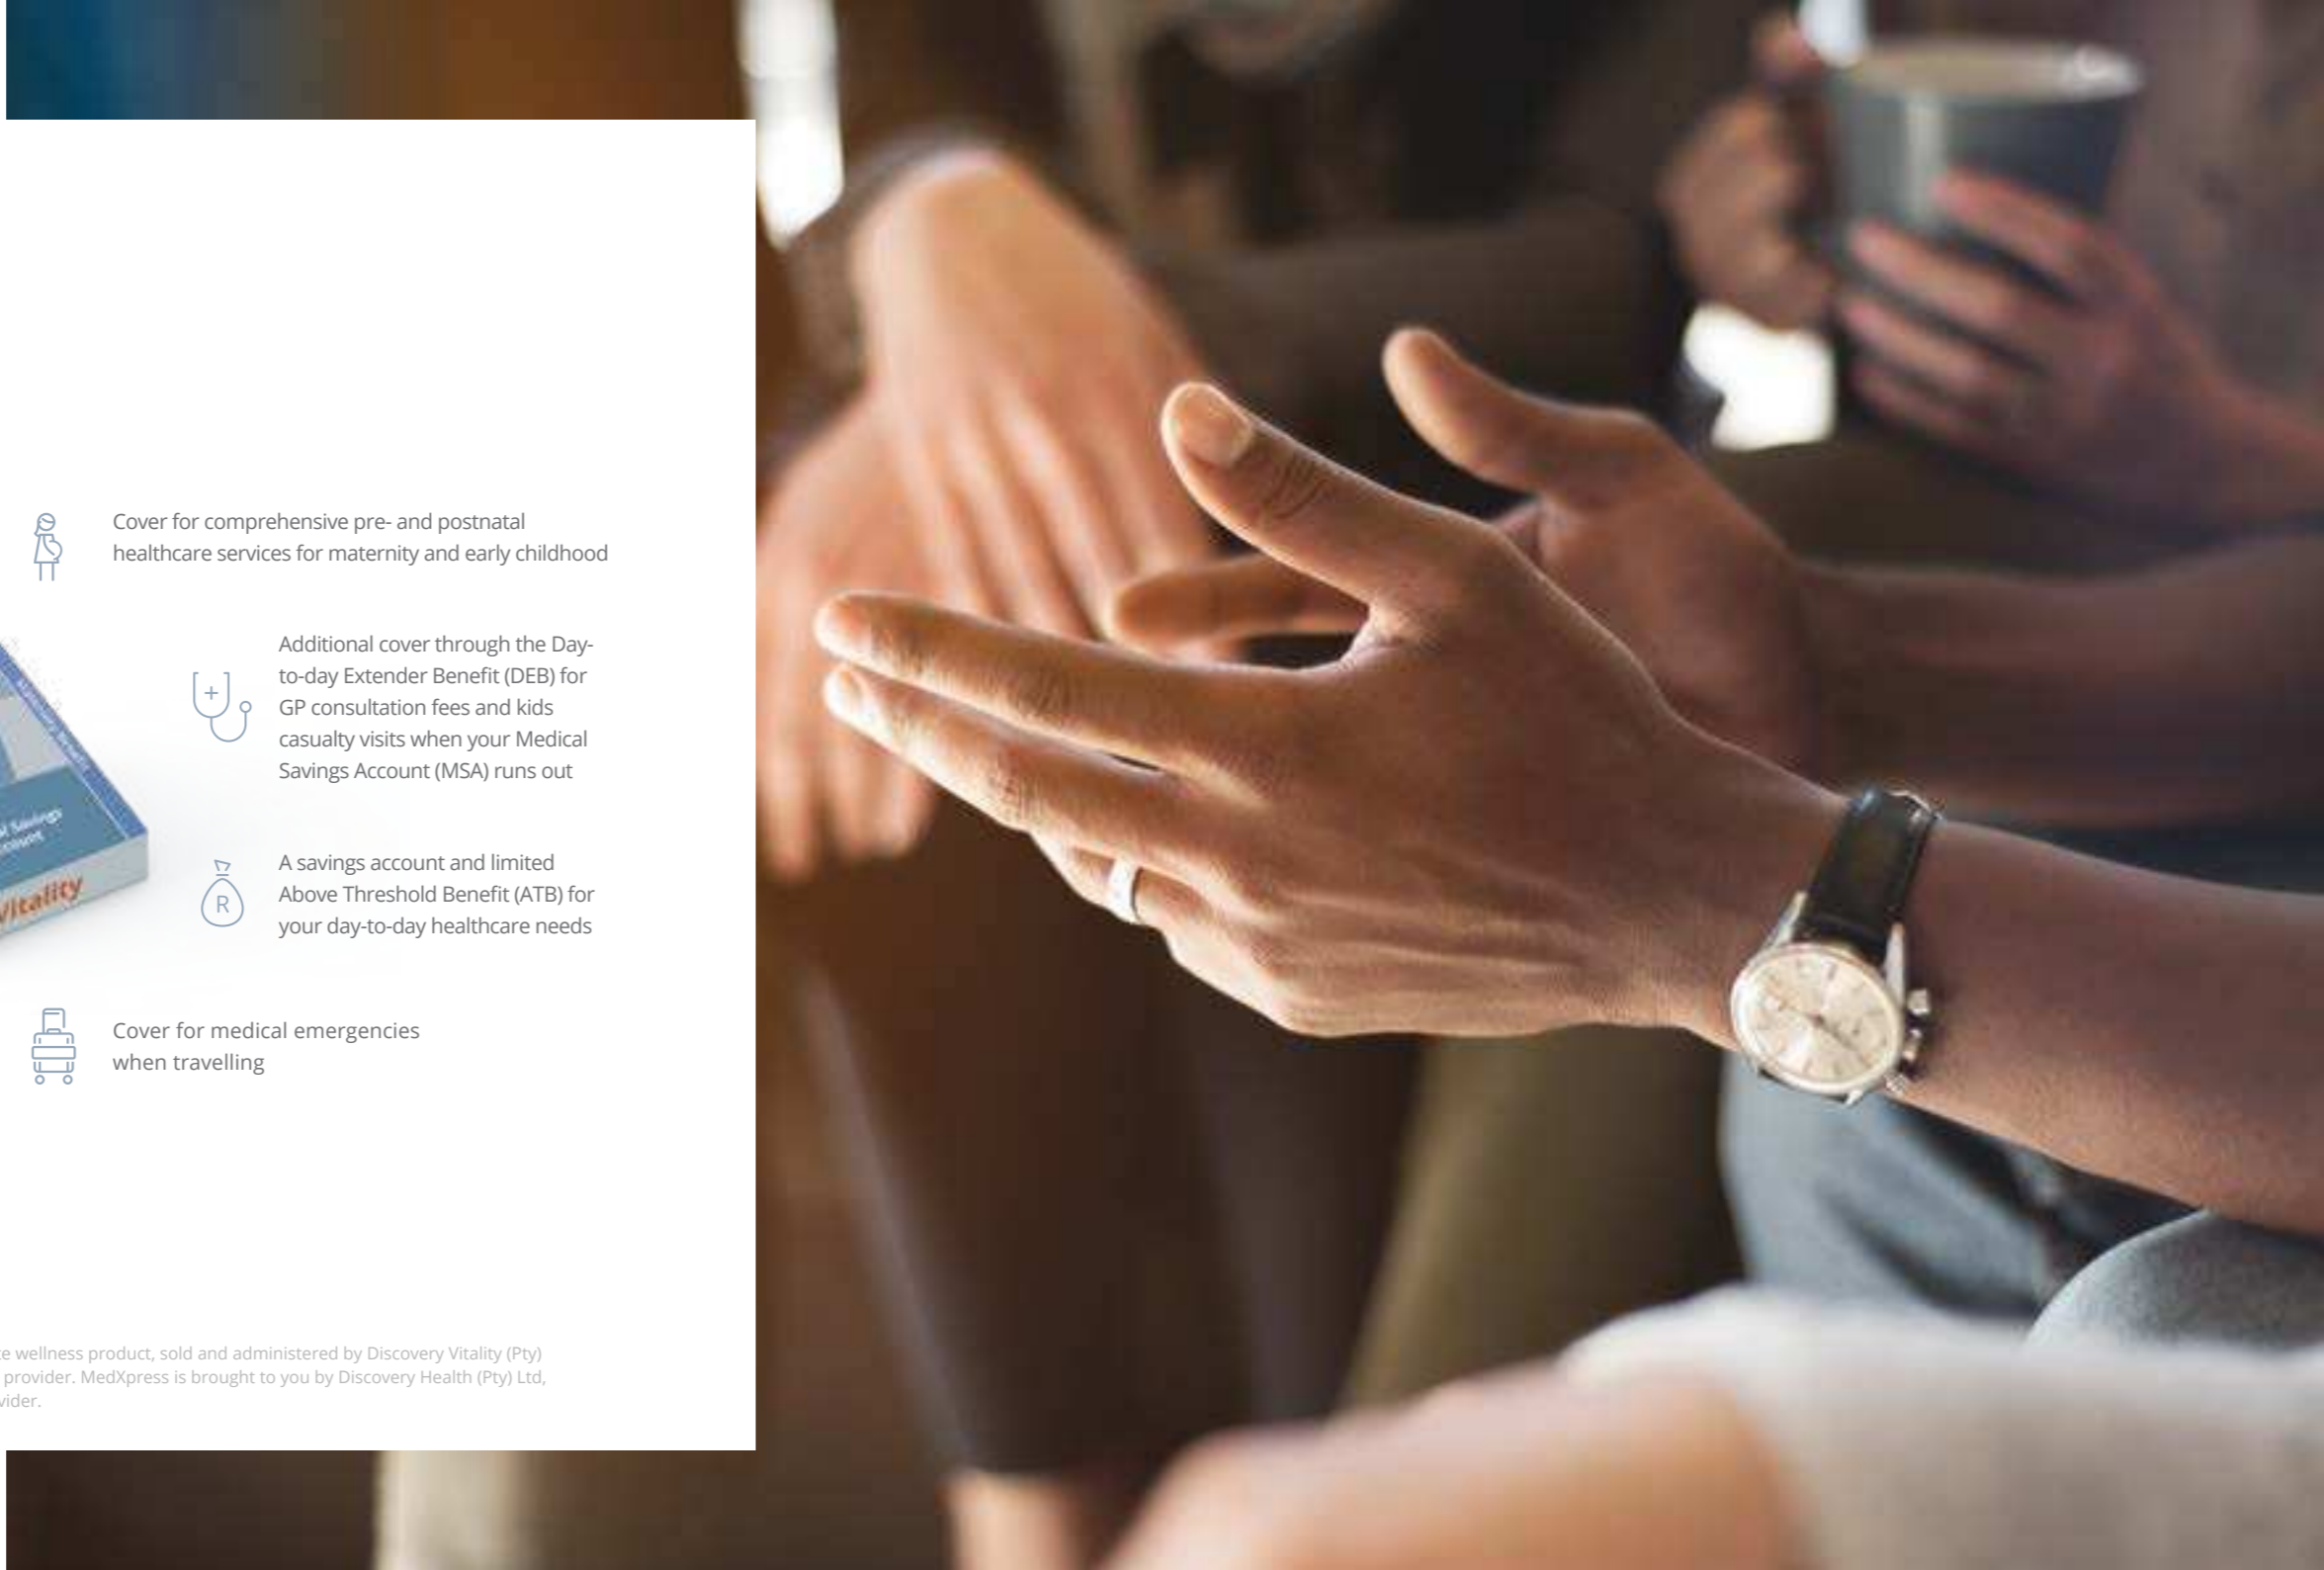 Cover for comprehensive pre- and postnatal
healthcare services for maternity and early childhood
Additional cover through the Day-
to-day Extender Benefit (DEB) for
GP consultation fees and kids
casualty visits when your Medical
Savings Account (MSA) runs out
Savings
R
A savings account and limited
Above Threshold Benefit (ATB) for
your day-to-day healthcare needs
Vitality
Cover for medical emergencies
when travelling
wellness product, sold and administered by Discovery Vitality (Pty)
provider. MedXpress is brought to you by Discovery Health (Pty) Ltd,